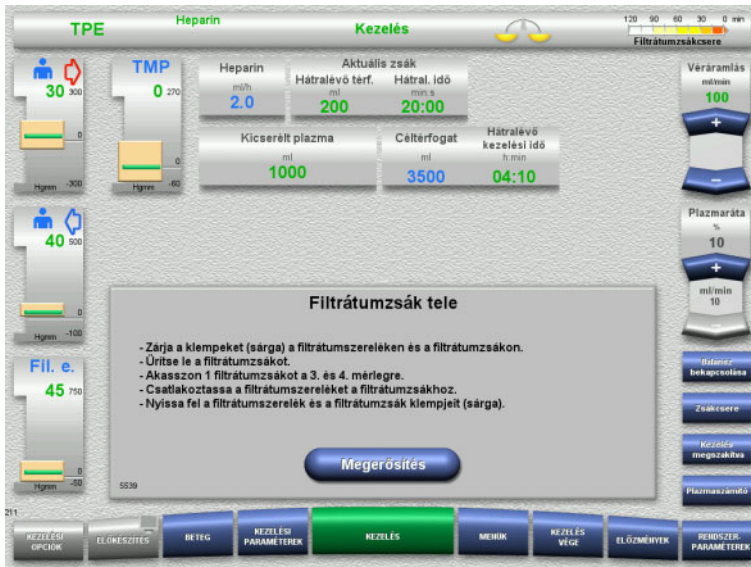 TPE
Heparin
Kezelés
120 90 60 30 0 min
Filtrátumzsákcsere
30 300
0
Hgmm -300
TMP
0 270
0
Hgmm -60
Heparin
ml/h
2.0
Aktuális zsák
Hátralévő térf. Hátral. idő
ml min:s
200 20:00
Kicserélt plazma
ml
1000
Céltérfogat
ml
3500
Hátralévő
kezelési idő
h:min
04:10
Véráramlás
ml/min
100
+
–
40 500
0
Hgmm -100
Plazmaráta
%
10
+
ml/min
10
–
Fil. e.
45 750
0
Hgmm -50
Filtrátumzsák tele
- Zárja a klempeket (sárga) a filtrátumszereléken és a filtrátumzsákon.
- Ürítse le a filtrátumzsákot.
- Akasszon 1 filtrátumzsákot a 3. és 4. mérlegre.
- Csatlakoztassa a filtrátumszereléket a filtrátumzsákhoz.
- Nyissa fel a filtrátumszerelék és a filtrátumzsák klempjeit (sárga).
Megerősítés
5539
Balansz
bekapcsolása
Zsákcsere
Kezelés
megszakítva
Plazmaszámító
211
KEZELÉSI
OPCIÓK
ELŐKÉSZÍTÉS
BETEG
KEZELÉSI
PARAMÉTEREK
KEZELÉS
MENÜK
KEZELÉS
VÉGE
ELŐZMÉNYEK
RENDSZER-
PARAMÉTEREK